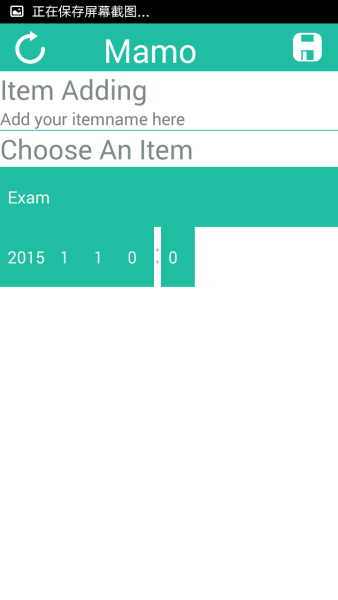 正在保存屏幕截图...
Mamo
Item Adding
Add your itemname here
Choose An Item
Exam
2015 1 1 0 : 0